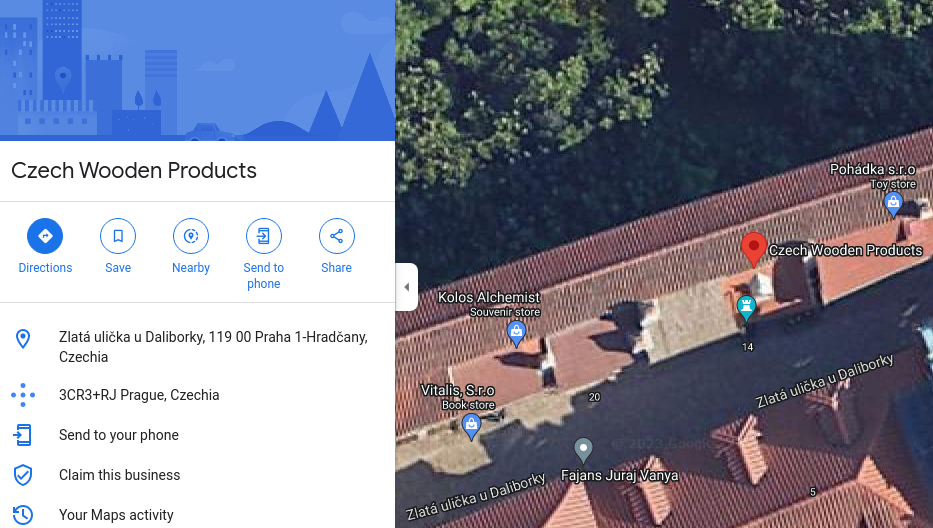 Czech Wooden Products
Directions
Save
Nearby
Send to
phone
Share
Zlatá ulička u Daliborky, 119 00 Praha 1-Hradčany,
Czechia
3CR3+RJ Prague, Czechia
Send to your phone
Claim this business
Your Maps activity
Pohádka s.r.o
Toy store
Czech Wooden Products
Kolos Alchemist
Souvenir store
14
Zlatá ulička u Daliborky
Vitalis, S.r.o
Book store
20
© 2023 Google
Fajans Juraj Vanya
Zlatá ulička u Daliborky
5